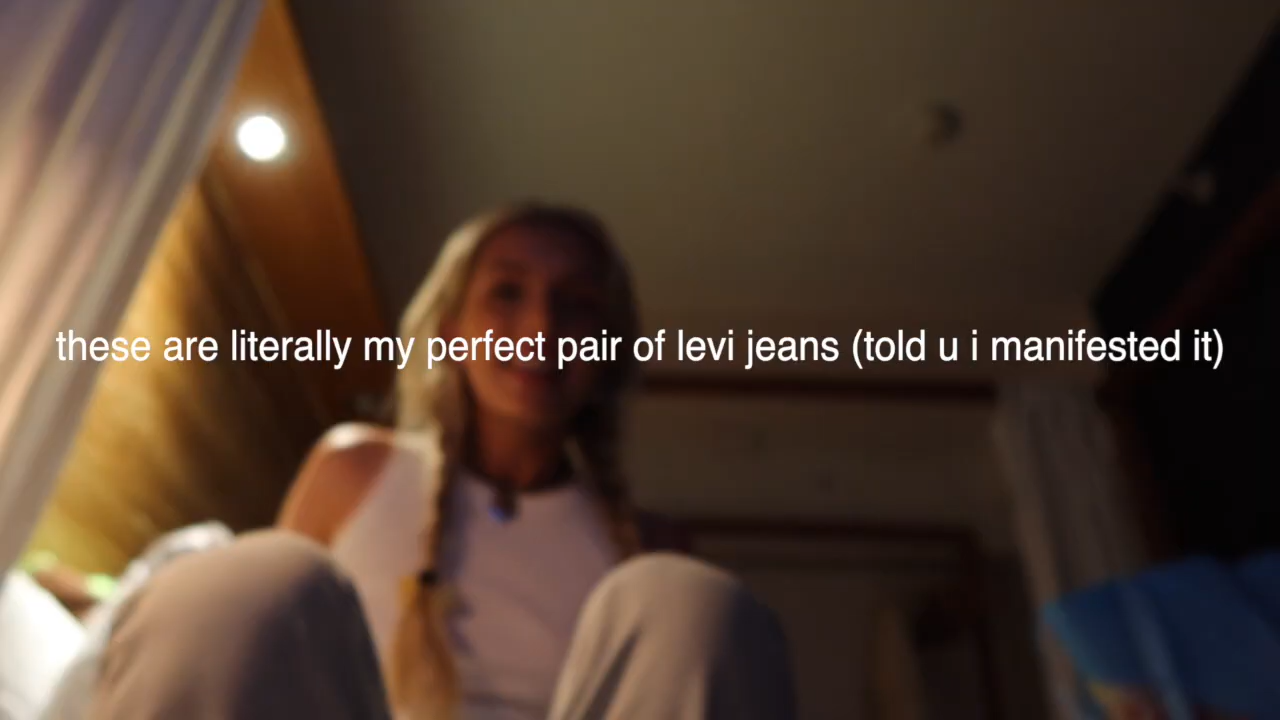 these are literally my perfect pair of levi jeans (told u i manifested it)